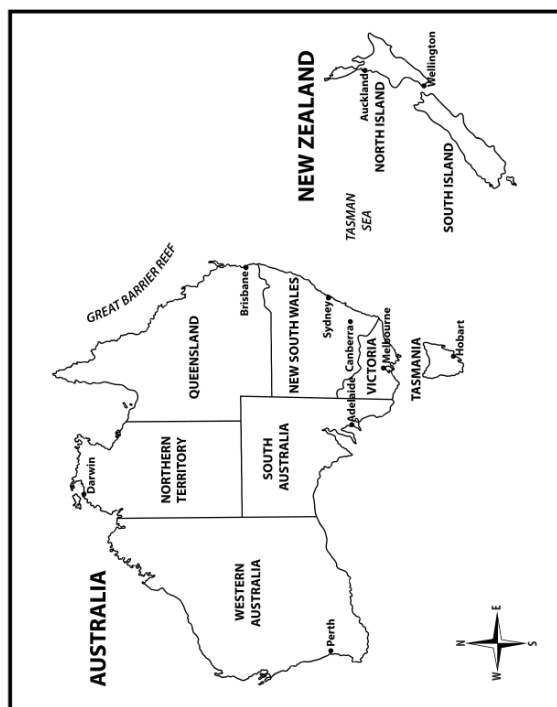 AUSTRALIA
Darwin
NORTHERN
TERRITORY
WESTERN
AUSTRALIA
Perth
SOUTH
AUSTRALIA
Adelaide
QUEENSLAND
GREAT BARRIER REEF
Brisbane
NEW SOUTH WALES
Sydney
Canberra
VICTORIA
Melbourne
TASMANIA
Hobart
TASMAN
SEA
NEW ZEALAND
Auckland
NORTH ISLAND
Wellington
SOUTH ISLAND
N
W
E
S